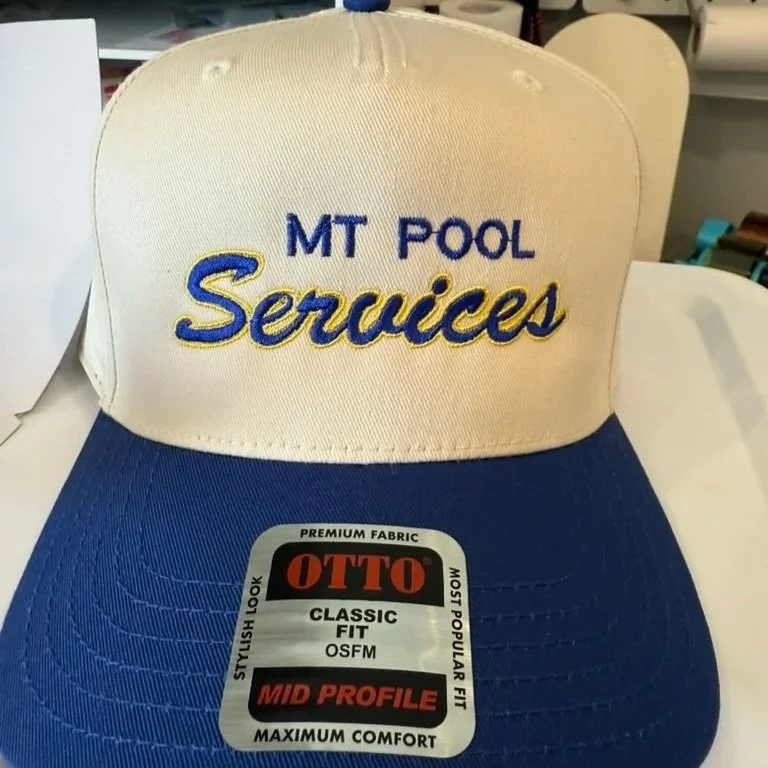 MT POOL
Services
PREMIUM FABRIC
OTTO®
STYLISH LOOK
CLASSIC
FIT
OSFM
MOST POPULAR FIT
MID PROFILE
MAXIMUM COMFORT